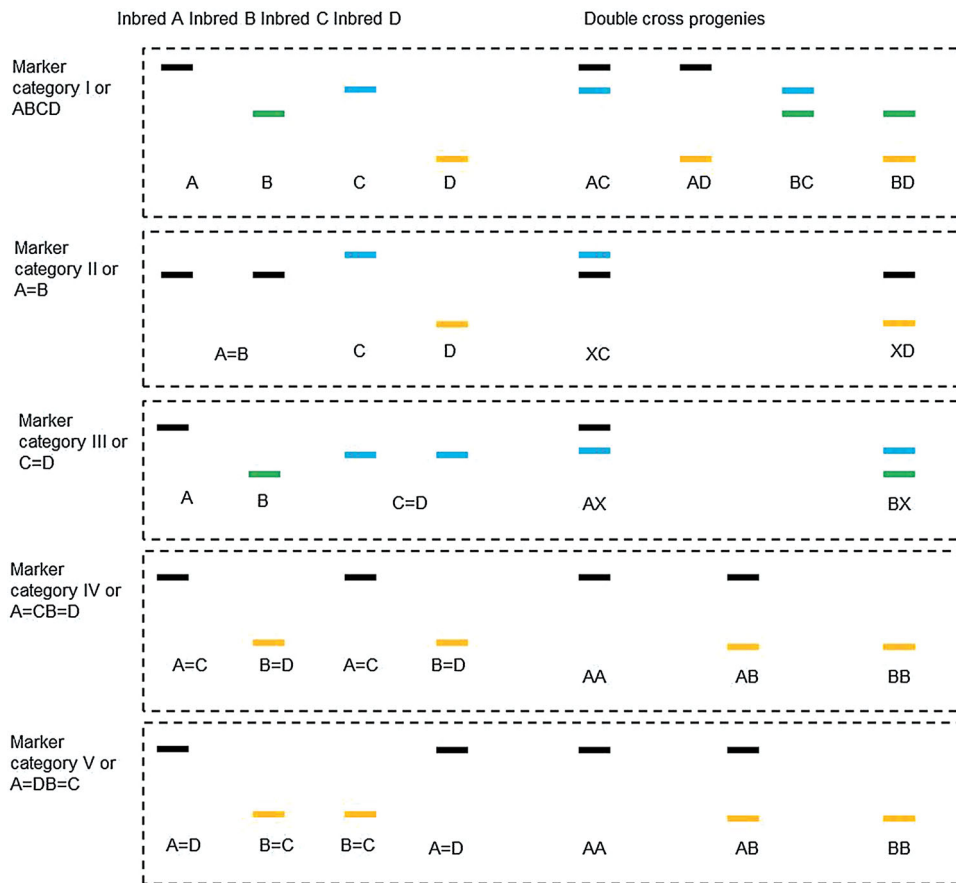 Inbred A Inbred B Inbred C Inbred D Double cross progenies
Marker
category I or
ABCD
A B C D AC AD BC BD
Marker
category II or
A=B
A=B C D XC XD
Marker
category III or
C=D
A B C=D AX BX
Marker
category IV or
A=CB=D
A=C B=D A=C B=D AA AB BB
Marker
category V or
A=DB=C
A=D B=C B=C A=D AA AB BB